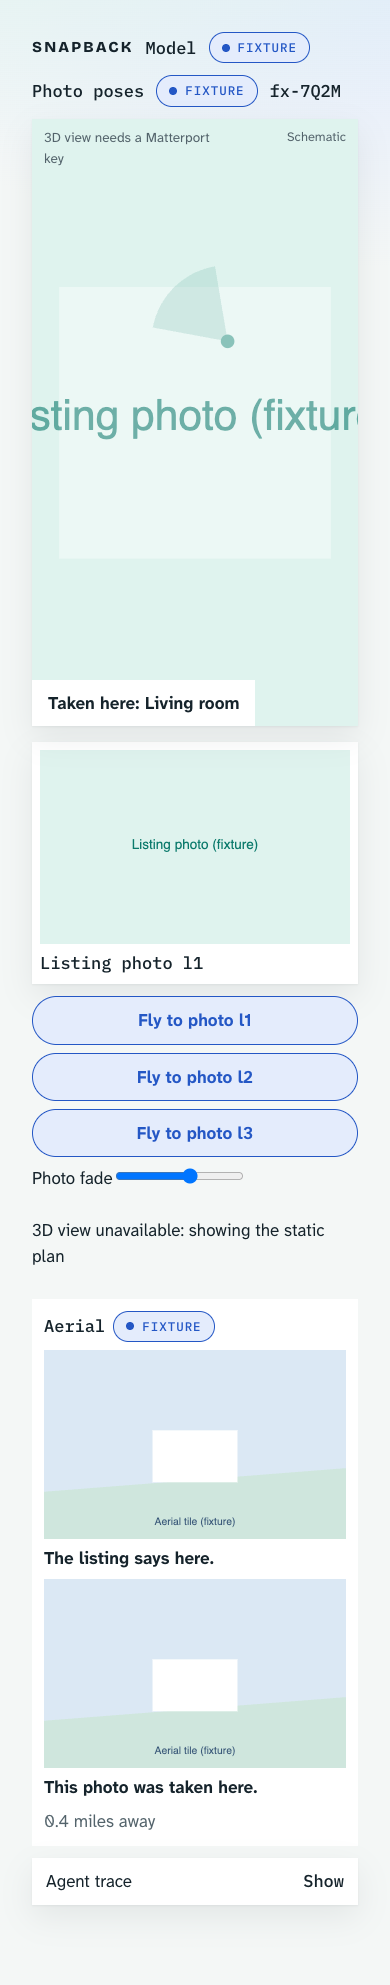 SNAPBACK Model FIXTURE
Photo poses FIXTURE fx-7Q2M
3D view needs a Matterport key
Schematic
sting photo (fixtur
Taken here: Living room
Listing photo (fixture)
Listing photo l1
Fly to photo l1
Fly to photo l2
Fly to photo l3
Photo fade
3D view unavailable: showing the static
plan
Aerial FIXTURE
Aerial tile (fixture)
The listing says here.
Aerial tile (fixture)
This photo was taken here.
0.4 miles away
Agent trace Show